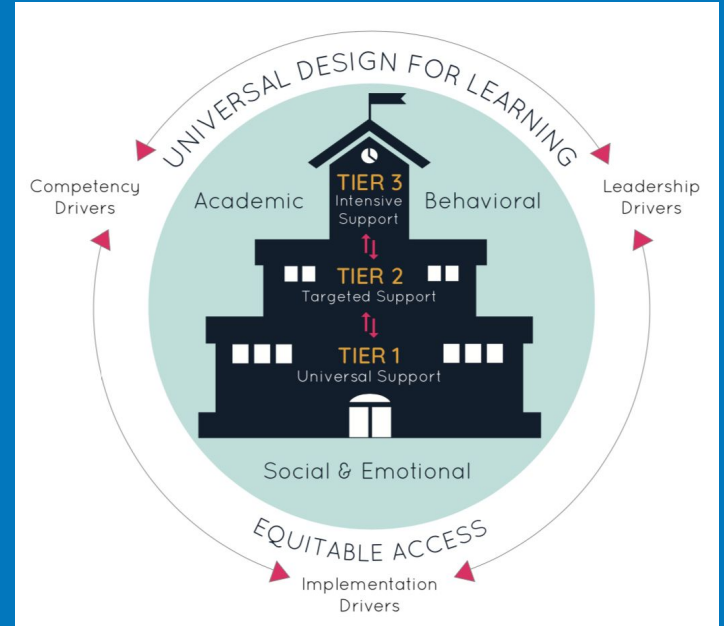 UNIVERSAL DESIGN FOR LEARNING
Competency
Drivers
Leadership
Drivers
Academic
Behavioral
TIER 3
Intensive
Support
TIER 2
Targeted Support
TIER 1
Universal Support
Social & Emotional
EQUITABLE ACCESS
Implementation
Drivers